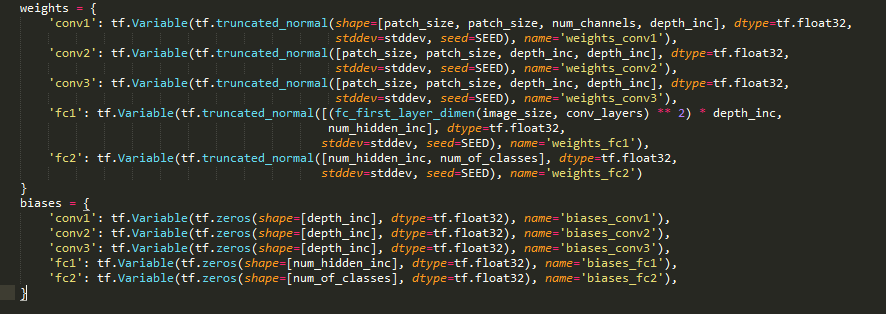 weights = {
    'conv1': tf.Variable(tf.truncated_normal(shape=[patch_size, patch_size, num_channels, depth_inc], dtype=tf.float32,
                                             stddev=stddev, seed=SEED), name='weights_conv1'),
    'conv2': tf.Variable(tf.truncated_normal([patch_size, patch_size, depth_inc, depth_inc], dtype=tf.float32,
                                             stddev=stddev, seed=SEED), name='weights_conv2'),
    'conv3': tf.Variable(tf.truncated_normal([patch_size, patch_size, depth_inc, depth_inc], dtype=tf.float32,
                                             stddev=stddev, seed=SEED), name='weights_conv3'),
    'fc1': tf.Variable(tf.truncated_normal([(fc_first_layer_dimen(image_size, conv_layers) ** 2) * depth_inc,
                                            num_hidden_inc], dtype=tf.float32,
                                           stddev=stddev, seed=SEED), name='weights_fc1'),
    'fc2': tf.Variable(tf.truncated_normal([num_hidden_inc, num_of_classes], dtype=tf.float32,
                                           stddev=stddev, seed=SEED), name='weights_fc2')
}
biases = {
    'conv1': tf.Variable(tf.zeros(shape=[depth_inc], dtype=tf.float32), name='biases_conv1'),
    'conv2': tf.Variable(tf.zeros(shape=[depth_inc], dtype=tf.float32), name='biases_conv2'),
    'conv3': tf.Variable(tf.zeros(shape=[depth_inc], dtype=tf.float32), name='biases_conv3'),
    'fc1': tf.Variable(tf.zeros(shape=[num_hidden_inc], dtype=tf.float32), name='biases_fc1'),
    'fc2': tf.Variable(tf.zeros(shape=[num_of_classes], dtype=tf.float32), name='biases_fc2'),
}